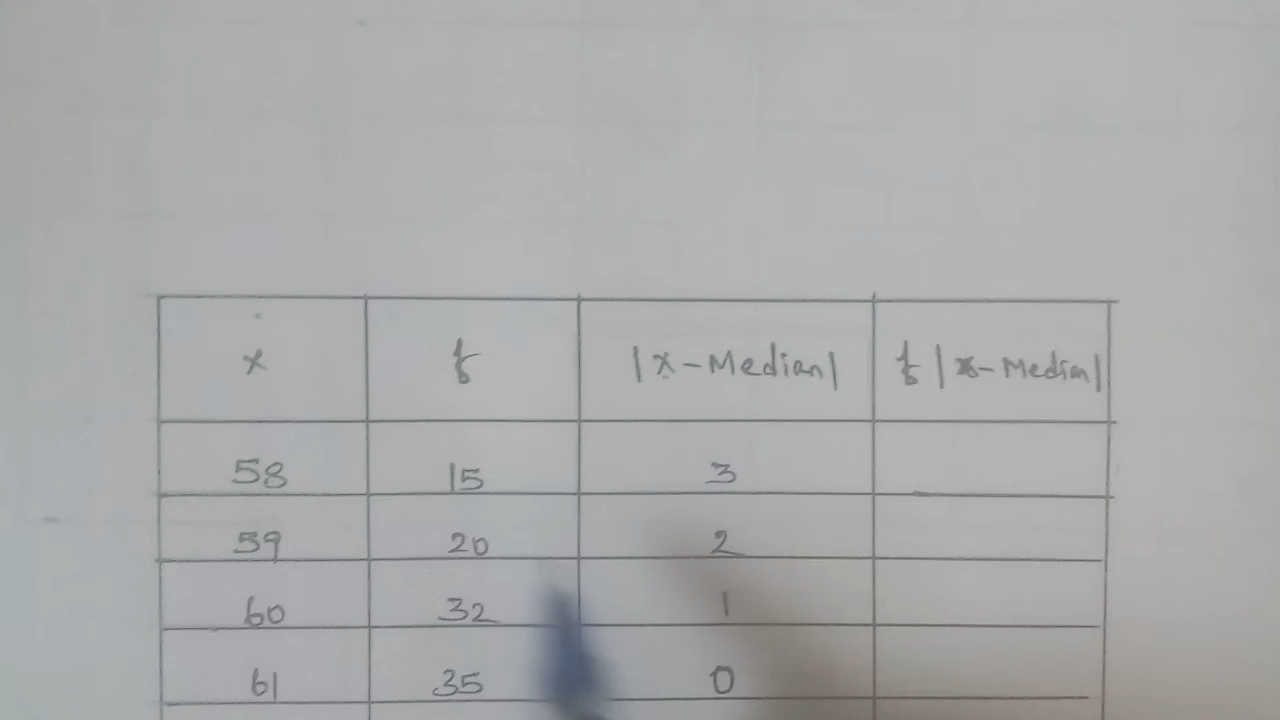 x f |x-Median| f |x-Median|
58 15 3
59 20 2
60 32 1
61 35 0